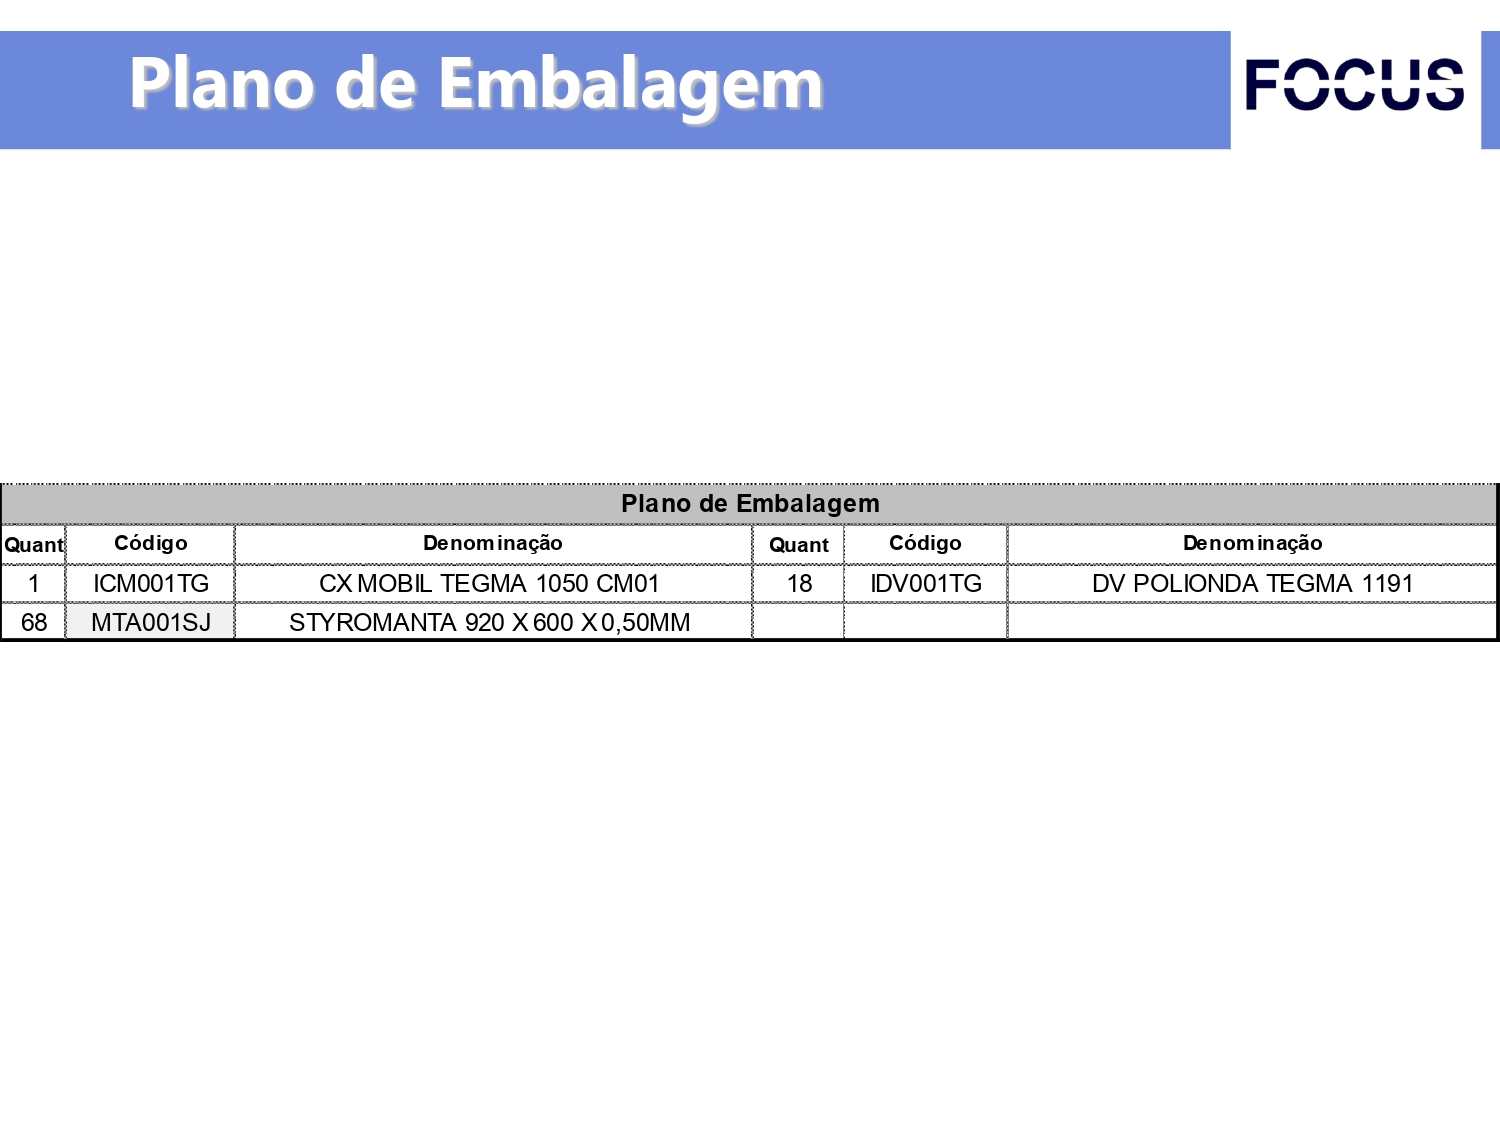 Plano de Embalagem
FOCUS
Plano de Embalagem
Quant Código Denominação Quant Código Denominação
1 ICM001TG CX MOBIL TEGMA 1050 CM01 18 IDV001TG DV POLIONDA TEGMA 1191
68 MTA001SJ STYROMANTA 920 X 600 X 0,50MM